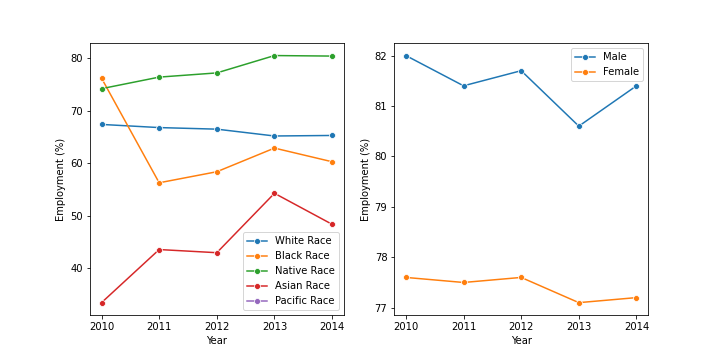 80
70
60
50
40
Employment (%)
2010 2011 2012 2013 2014
Year
White Race
Black Race
Native Race
Asian Race
Pacific Race
82
81
80
79
78
77
Employment (%)
2010 2011 2012 2013 2014
Year
Male
Female